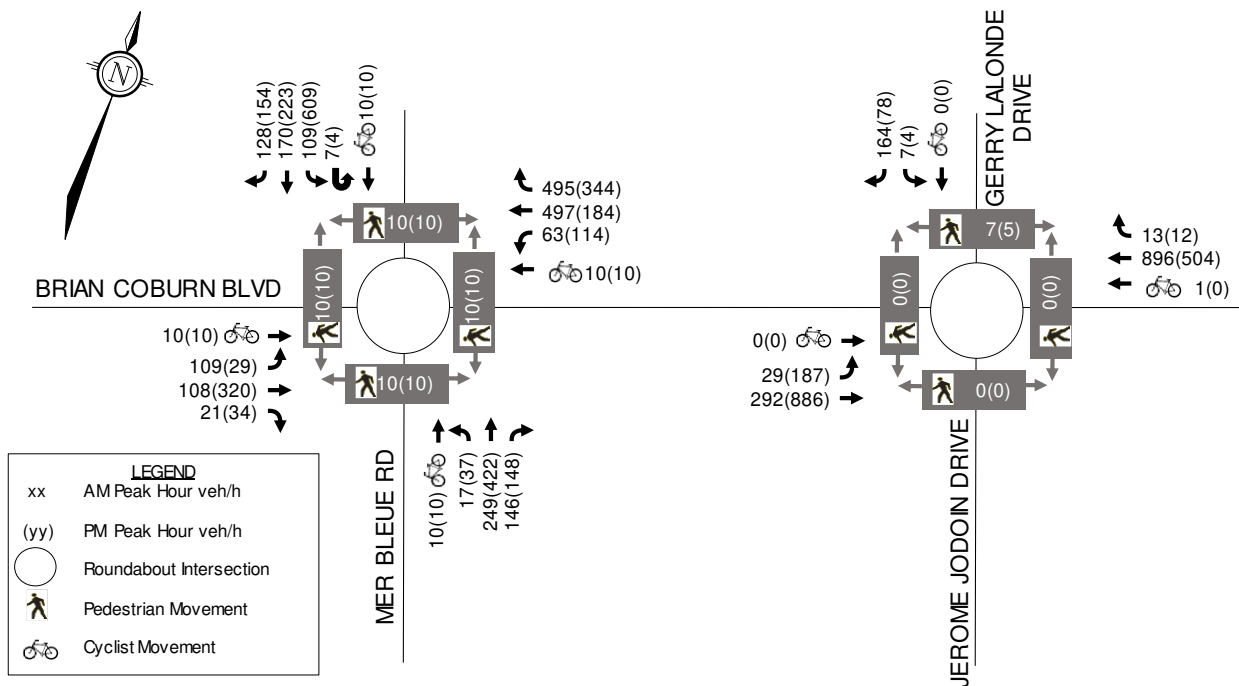 N
128(154)
170(223)
109(609)
7(4)
10(10)
10(10)
495(344)
497(184)
63(114)
10(10)
10(10)
10(10)
10(10)
BRIAN COBURN BLVD
10(10)
109(29)
108(320)
21(34)
10(10)
17(37)
249(422)
146(148)
MER BLEUE RD
164(78)
7(4)
0(0)
GERRY LALONDE
DRIVE
7(5)
13(12)
896(504)
1(0)
0(0)
0(0)
0(0)
29(187)
292(886)
0(0)
JEROME JODOIN DRIVE
LEGEND
xx AM Peak Hour veh/h
(yy) PM Peak Hour veh/h
Roundabout Intersection
Pedestrian Movement
Cyclist Movement